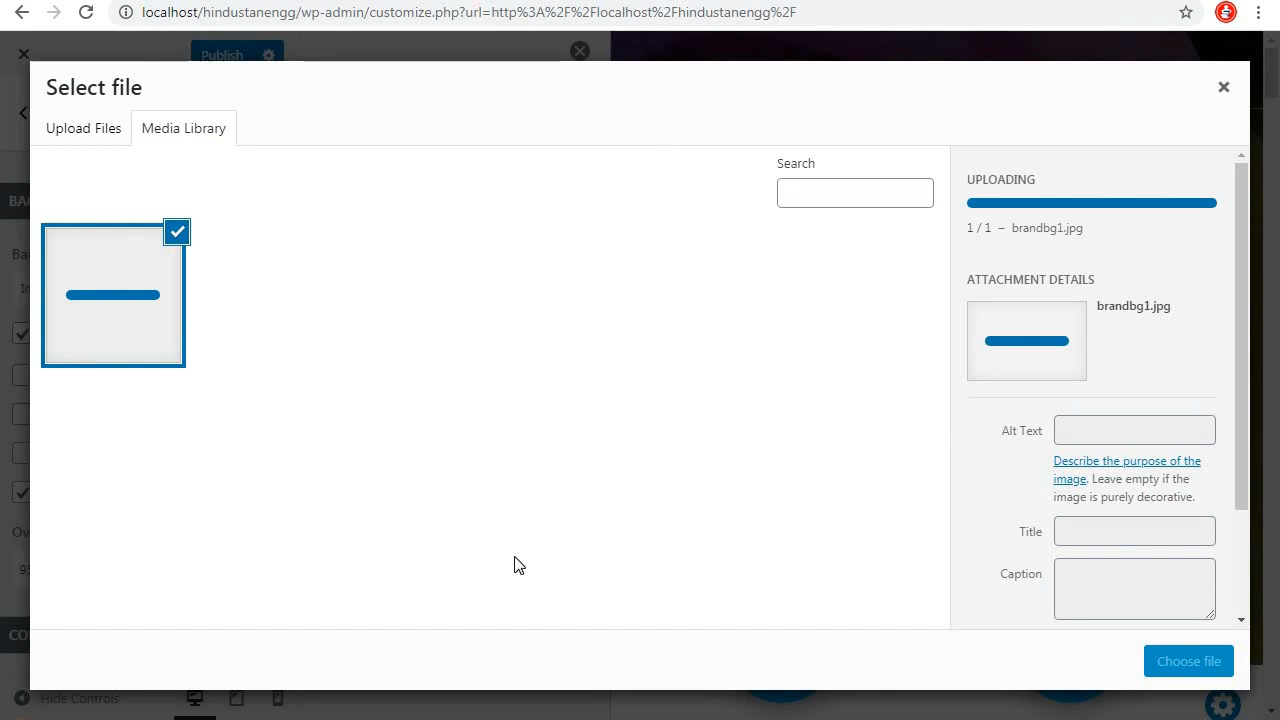 localhost/hindustanengg/wp-admin/customize.php?url=http%3A%2F%2Flocalhost%2Fhindustanengg%2F
Publish
Select file
Upload Files
Media Library
Search
UPLOADING
1 / 1 – brandbg1.jpg
ATTACHMENT DETAILS
brandbg1.jpg
Alt Text
Describe the purpose of the
image. Leave empty if the
image is purely decorative.
Title
Caption
Choose file
Hide Controls